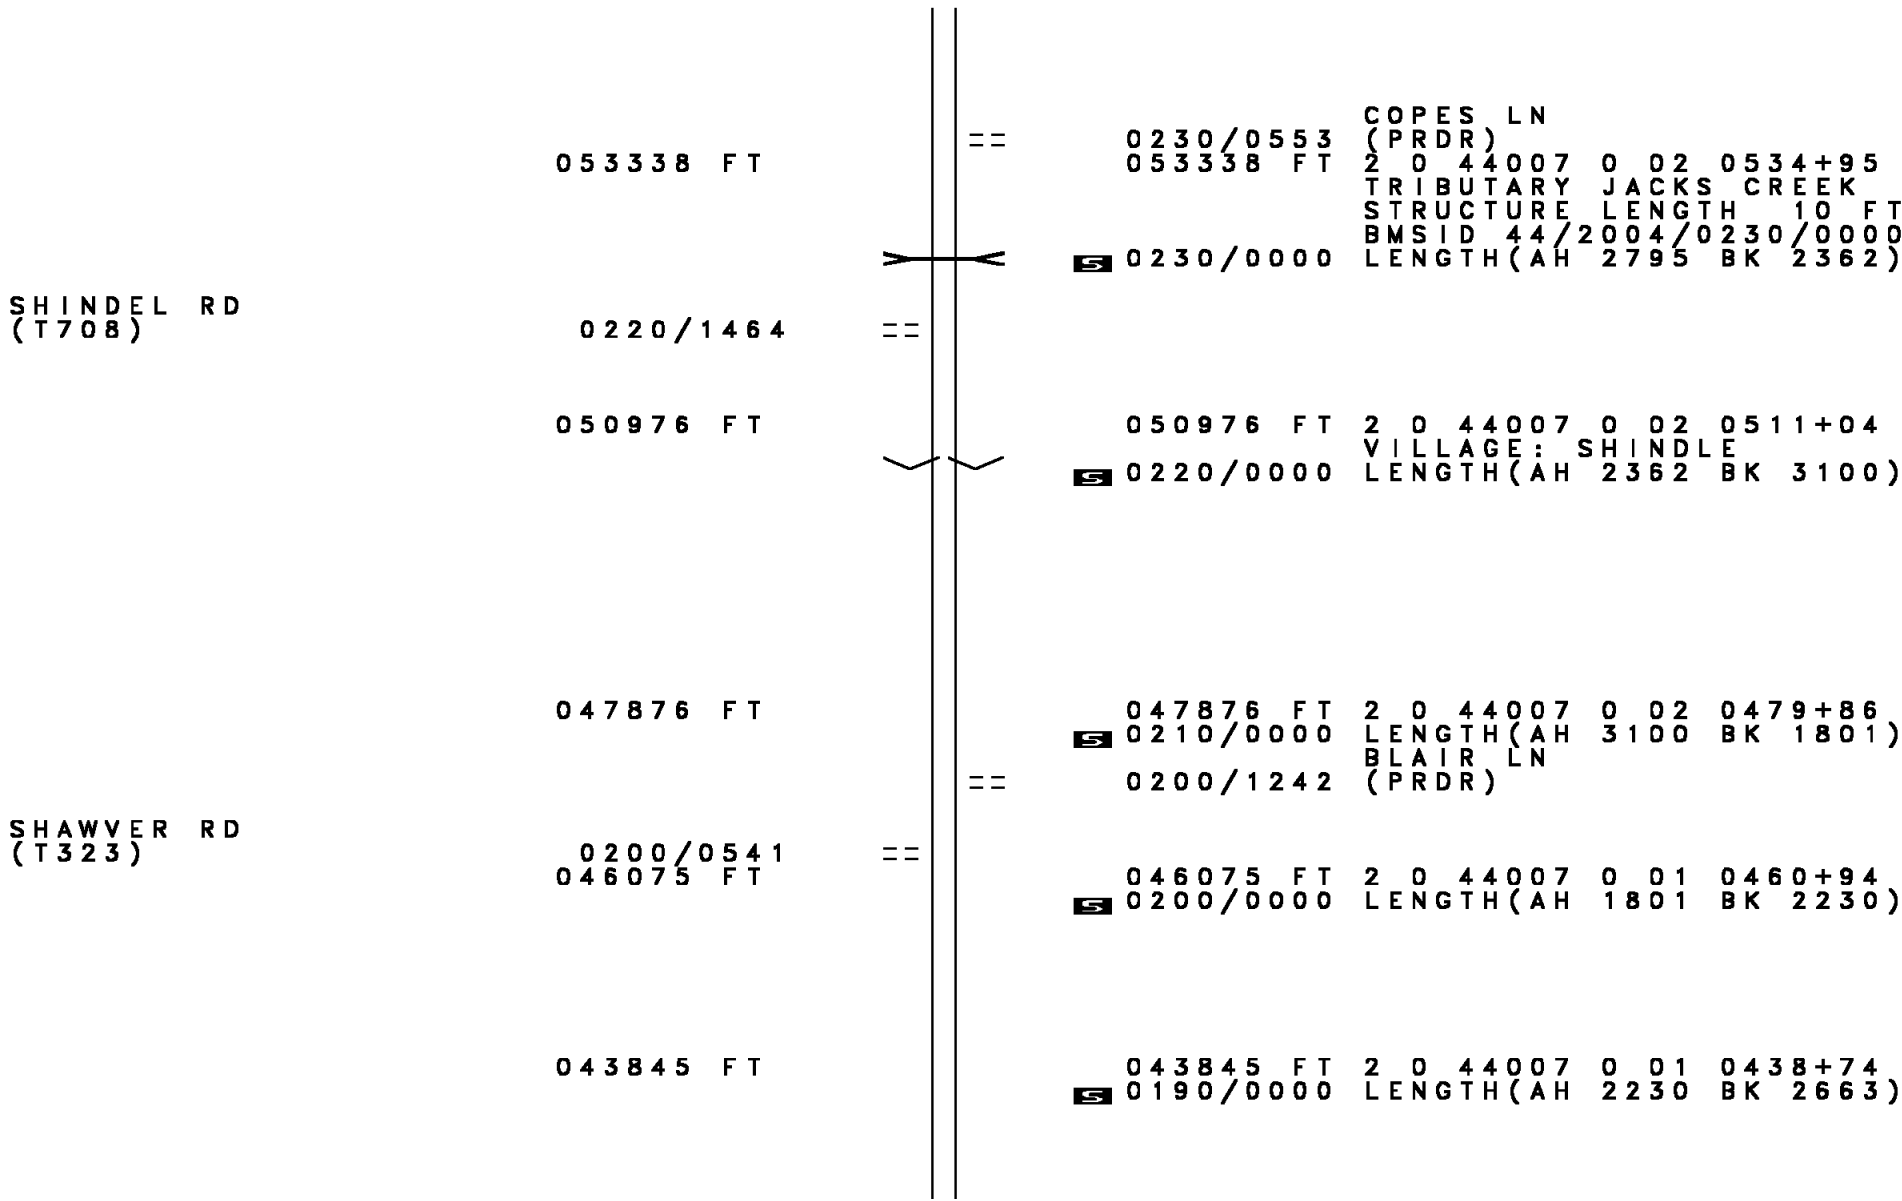 COPES LN
== 0230/0553 (PRDR)
053338 FT 053338 FT 2 0 44007 0 02 0534+95
TRIBUTARY JACKS CREEK
STRUCTURE LENGTH 10 FT
BMSID 44/2004/0230/0000
S 0230/0000 LENGTH(AH 2795 BK 2362)
SHINDEL RD
(T708) 0220/1464 ==
050976 FT 050976 FT 2 0 44007 0 02 0511+04
VILLAGE: SHINDLE
S 0220/0000 LENGTH(AH 2362 BK 3100)
047876 FT 047876 FT 2 0 44007 0 02 0479+86
S 0210/0000 LENGTH(AH 3100 BK 1801)
BLAIR LN
== 0200/1242 (PRDR)
SHAWVER RD
(T323) 0200/0541 ==
046075 FT 046075 FT 2 0 44007 0 01 0460+94
S 0200/0000 LENGTH(AH 1801 BK 2230)
043845 FT 043845 FT 2 0 44007 0 01 0438+74
S 0190/0000 LENGTH(AH 2230 BK 2663)